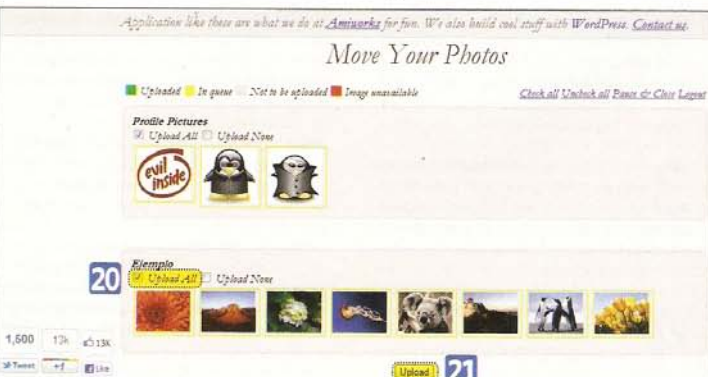 Application like these are what we do at Amiworks for fun. We also build cool stuff with WordPress. Contact us.
Move Your Photos
Uploaded In queue Not to be uploaded Image unavailable Check all Uncheck all Pause & Close Logout
Profile Pictures
Upload All Upload None
evil inside
Ejemplo
20 Upload All Upload None
1,500 13k 13K
Tweet +1 Like
Upload 21